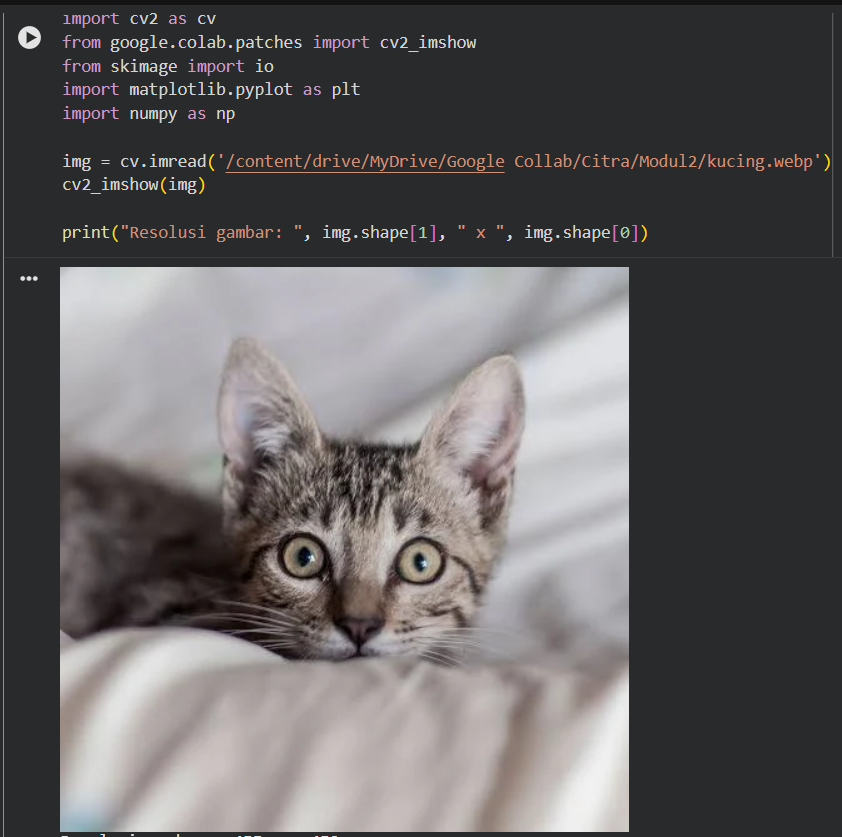 import cv2 as cv
from google.colab.patches import cv2_imshow
from skimage import io
import matplotlib.pyplot as plt
import numpy as np
img = cv.imread('/content/drive/MyDrive/Google Collab/Citra/Modul2/kucing.webp')
cv2_imshow(img)
print("Resolusi gambar: ", img.shape[1], " x ", img.shape[0])